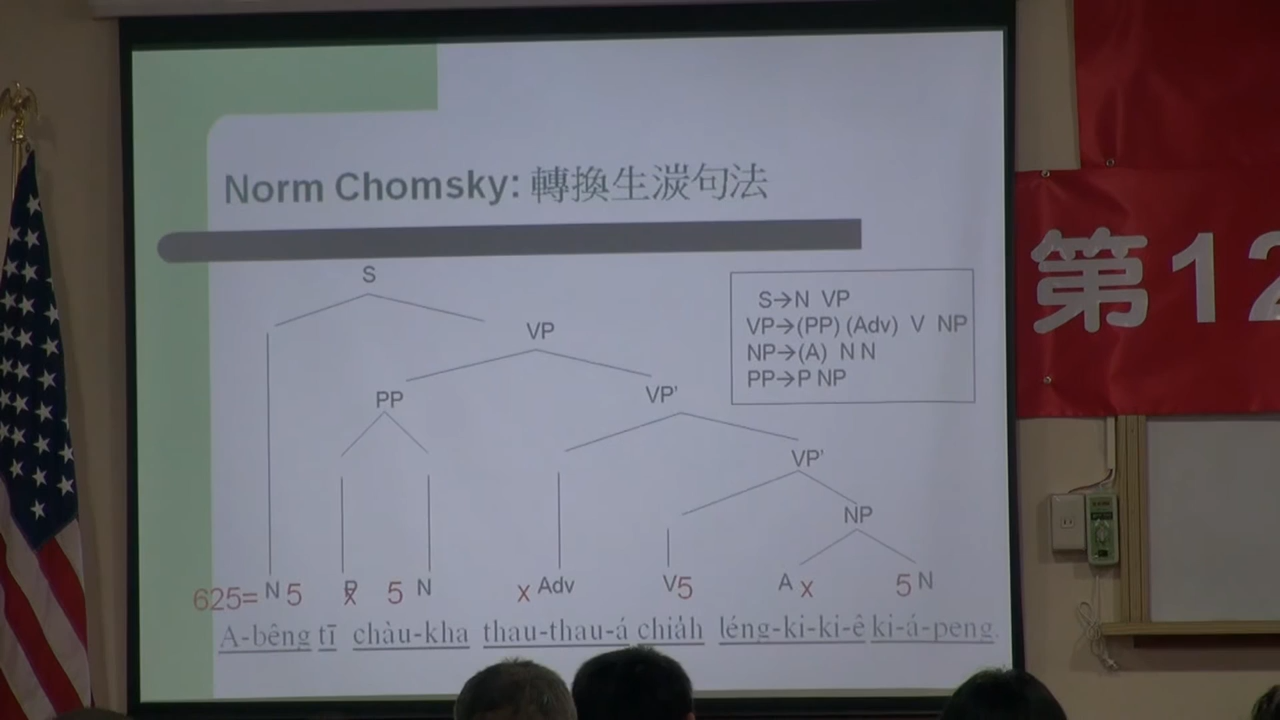 Norm Chomsky: 轉換生湠句法
S
S→N VP
VP
VP→(PP) (Adv) V NP
NP→(A) N N
PP→P NP
PP
VP'
VP'
NP
625= N 5 P x 5 N x Adv V5 A x 5 N
A-bêng tī chàu-kha thau-thau-á chia̍h léng-ki-ki-ê ki-á-peng.
第12